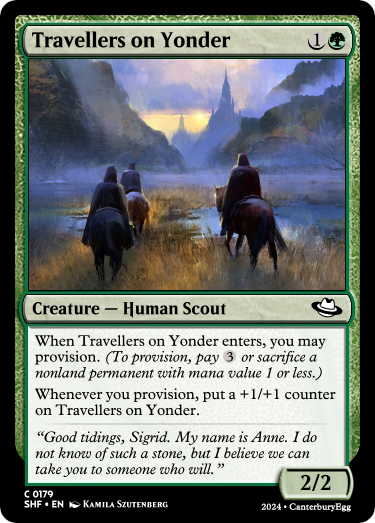 Travellers on Yonder 1
Creature — Human Scout
When Travellers on Yonder enters, you may
provision. (To provision, pay 3 or sacrifice a
nonland permanent with mana value 1 or less.)
Whenever you provision, put a +1/+1 counter
on Travellers on Yonder.
“Good tidings, Sigrid. My name is Anne. I do
not know of such a stone, but I believe we can
take you to someone who will.”
2/2
C 0179
SHF • EN Kamila Szutenberg
2024 • CanterburyEgg